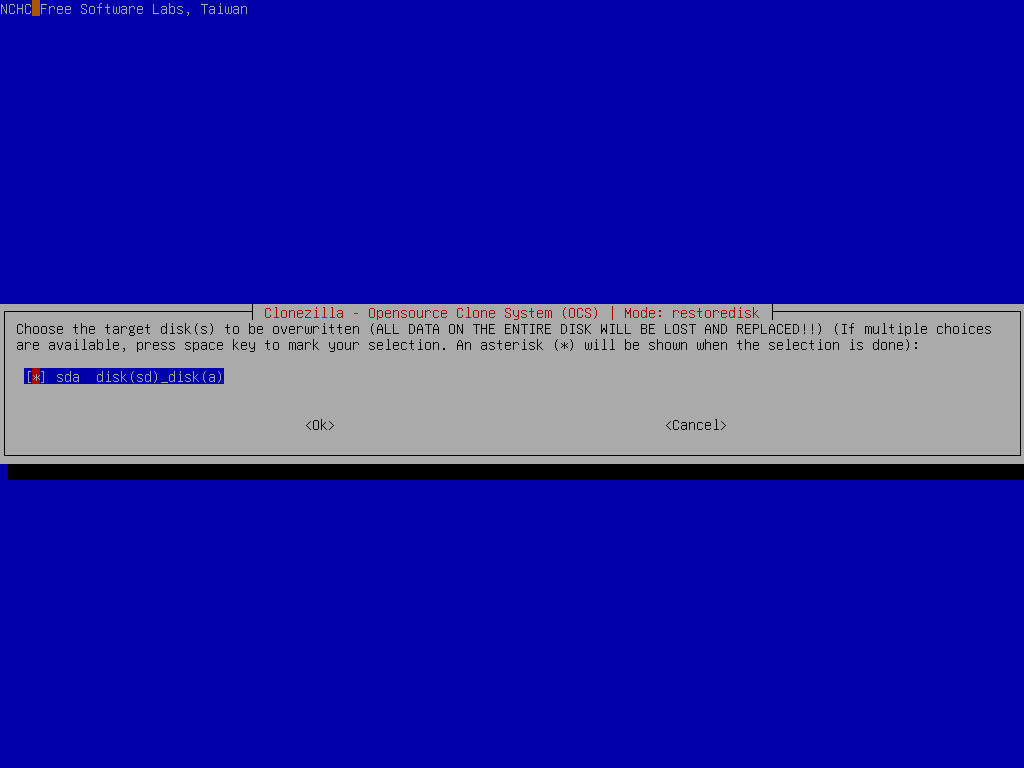 NCHC Free Software Labs, Taiwan
Clonezilla - Opensource Clone System (OCS) | Mode: restoredisk
Choose the target disk(s) to be overwritten (ALL DATA ON THE ENTIRE DISK WILL BE LOST AND REPLACED!!) (If multiple choices
are available, press space key to mark your selection. An asterisk (*) will be shown when the selection is done):
[*] sda  disk(sd)_disk(a)
<Ok> <Cancel>